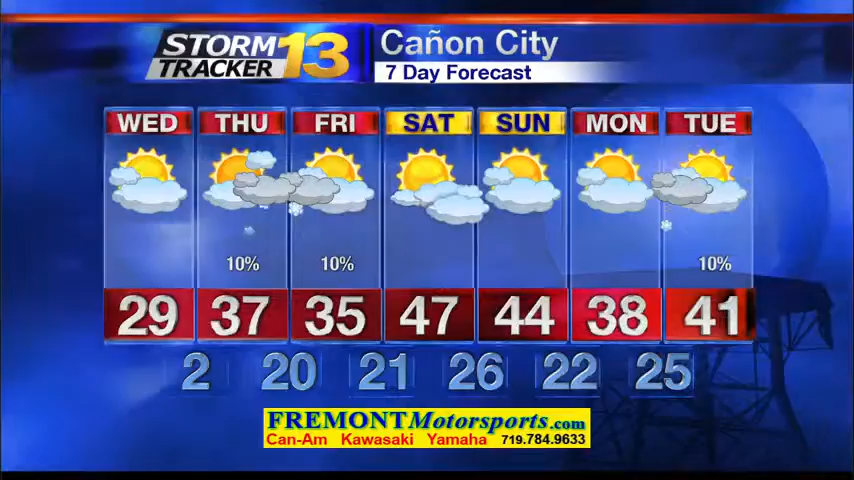 STORM
TRACKER
13
Cañon City
7 Day Forecast
WED THU FRI SAT SUN MON TUE
10% 10% 10%
29 37 35 47 44 38 41
2 20 21 26 22 25
FREMONTMotorsports.com
Can-Am Kawasaki Yamaha 719.784.9633